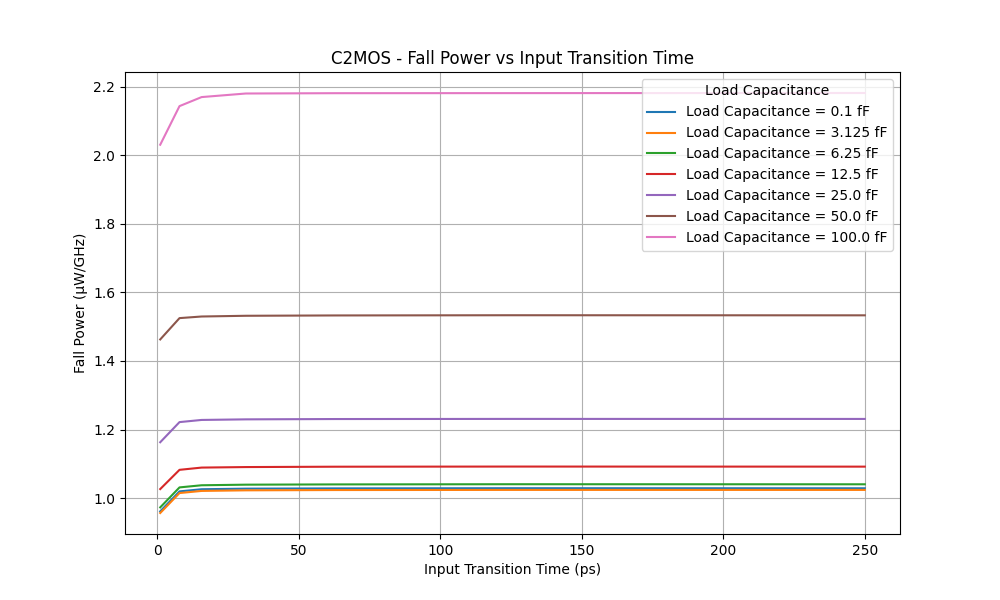 C2MOS - Fall Power vs Input Transition Time
Load Capacitance
Load Capacitance = 0.1 fF
Load Capacitance = 3.125 fF
Load Capacitance = 6.25 fF
Load Capacitance = 12.5 fF
Load Capacitance = 25.0 fF
Load Capacitance = 50.0 fF
Load Capacitance = 100.0 fF
Fall Power (µW/GHz)
2.2
2.0
1.8
1.6
1.4
1.2
1.0
0
50
100
150
200
250
Input Transition Time (ps)